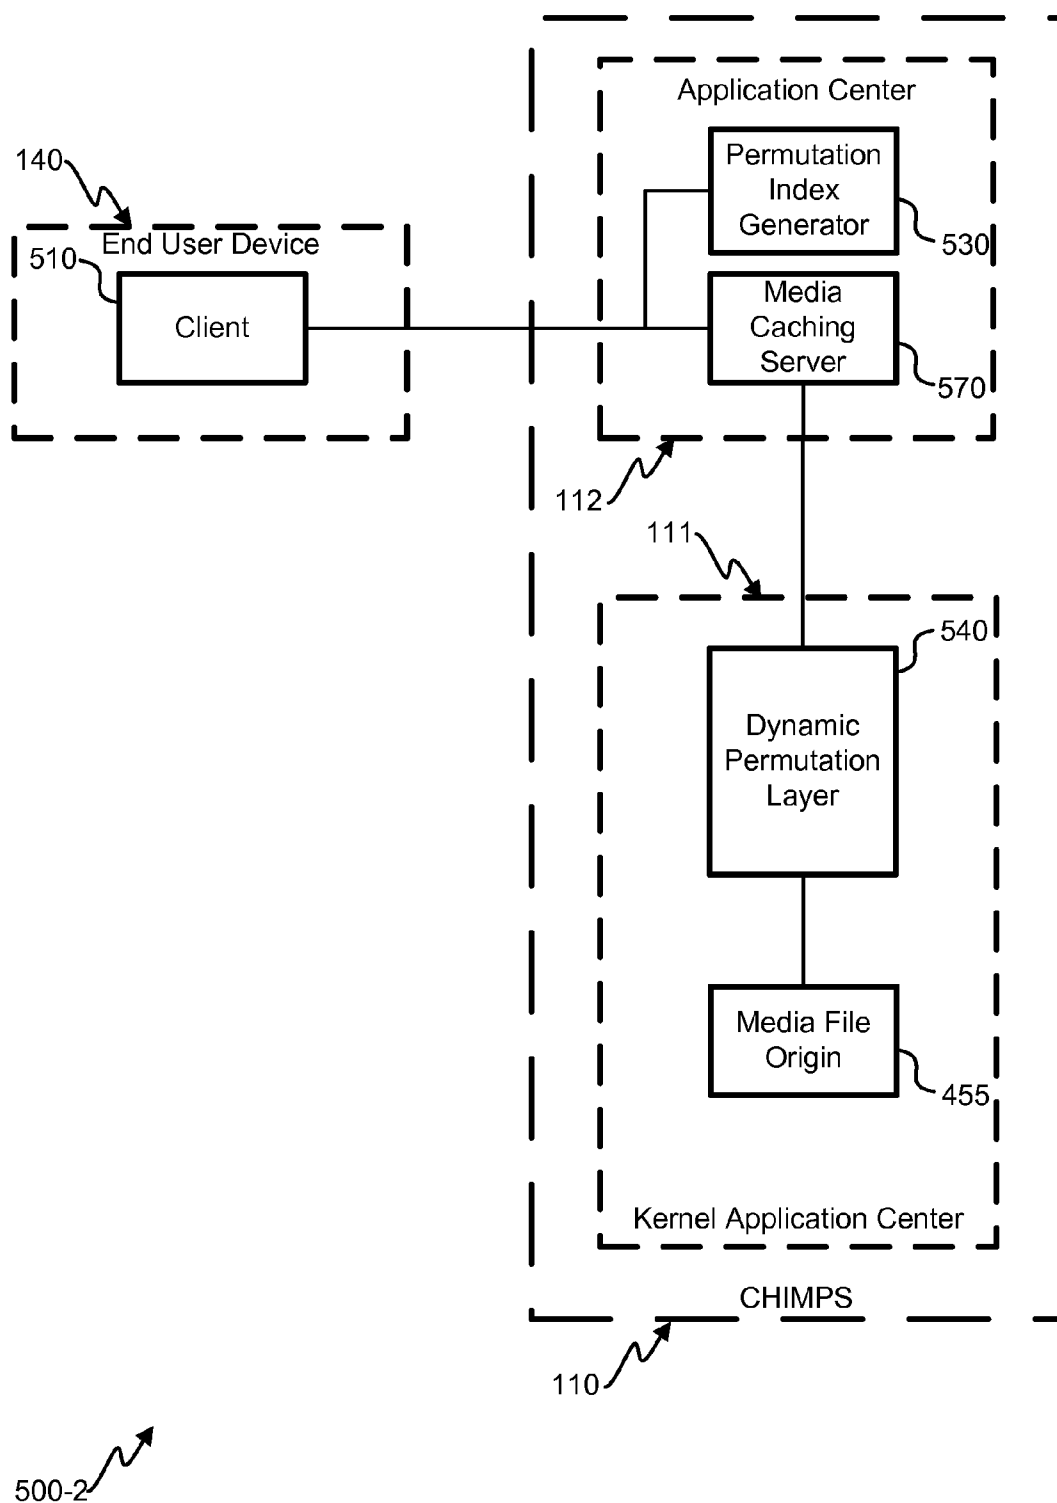 Application Center
Permutation
Index
Generator
530
140
End User Device
510
Client
Media
Caching
Server
570
112
111
540
Dynamic
Permutation
Layer
Media File
Origin
455
Kernel Application Center
CHIMPS
110
500-2